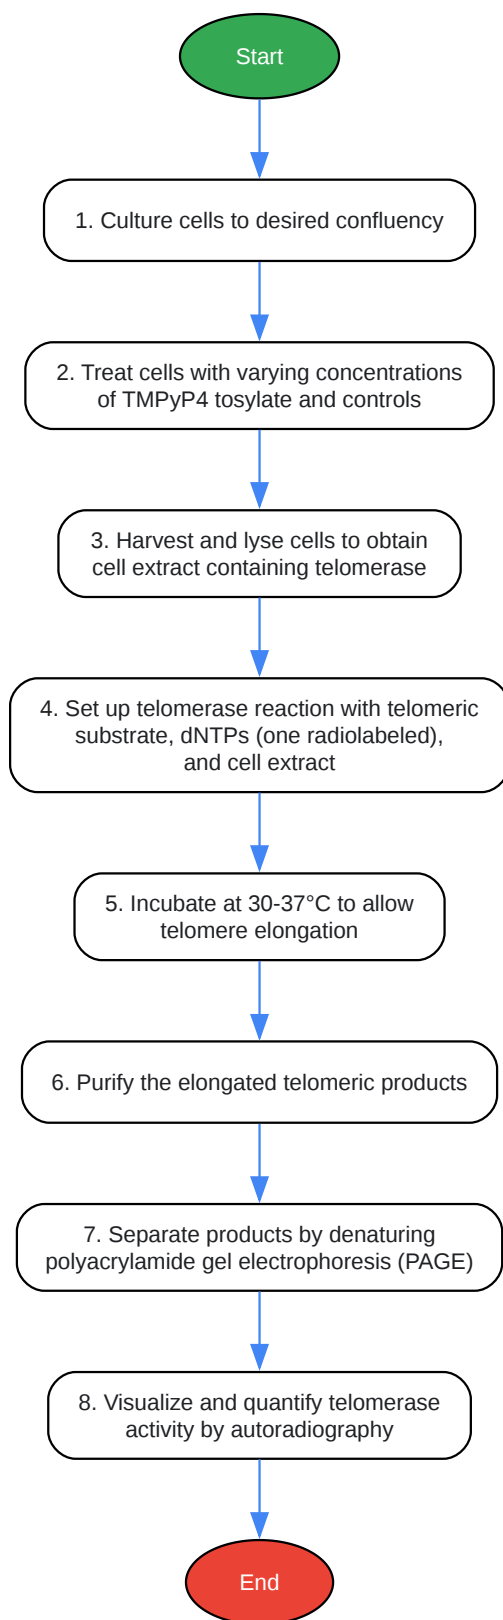 Start
1. Culture cells to desired confluency
2. Treat cells with varying concentrations
of TMPyP4 tosylate and controls
3. Harvest and lyse cells to obtain
cell extract containing telomerase
4. Set up telomerase reaction with telomeric
substrate, dNTPs (one radiolabeled),
and cell extract
5. Incubate at 30-37°C to allow
telomere elongation
6. Purify the elongated telomeric products
7. Separate products by denaturing
polyacrylamide gel electrophoresis (PAGE)
8. Visualize and quantify telomerase
activity by autoradiography
End